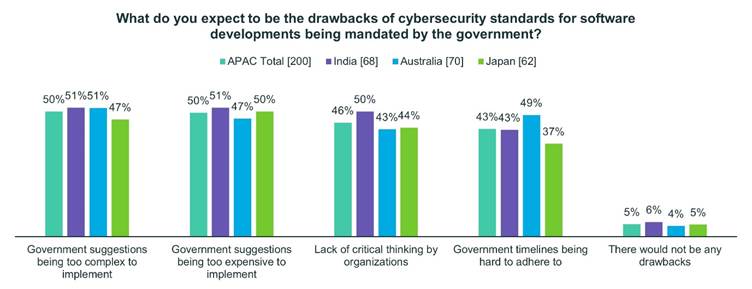 What do you expect to be the drawbacks of cybersecurity standards for software
developments being mandated by the government?
APAC Total [200] India [68] Australia [70] Japan [62]
50% 51% 51% 47%
50% 51% 47% 50%
46% 50% 43% 44%
43% 43% 49% 37%
5% 6% 4% 5%
Government suggestions
being too complex to
implement
Government suggestions
being too expensive to
implement
Lack of critical thinking by
organizations
Government timelines being
hard to adhere to
There would not be any
drawbacks